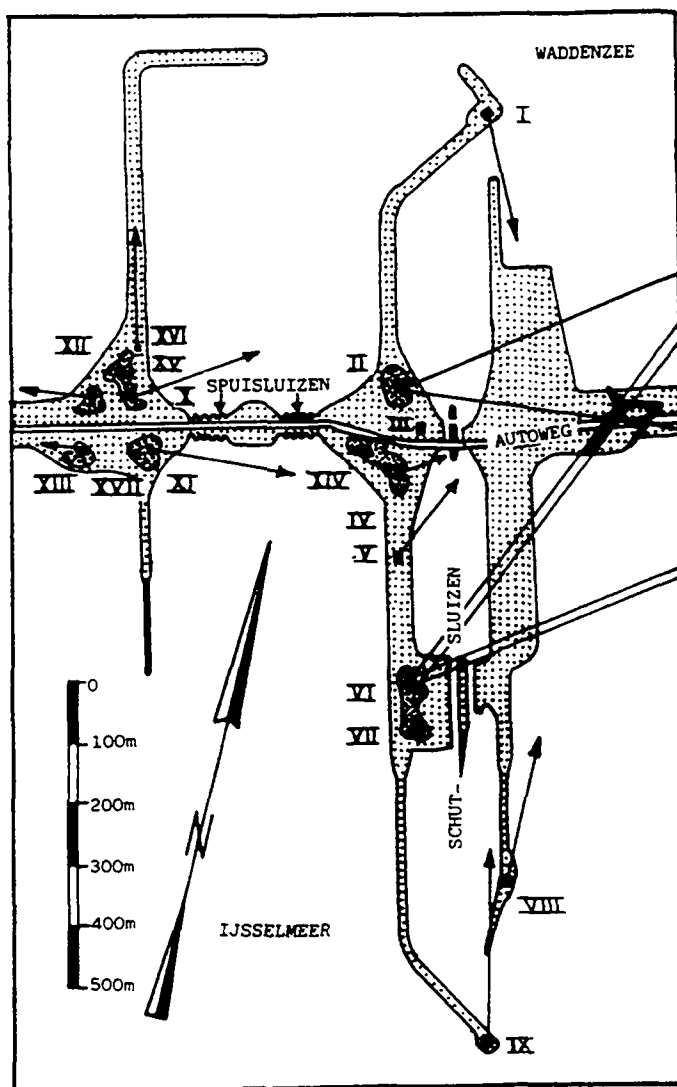 WADDENZEE
I
XII
XVI
XV
X
SPUISLUIZEN
II
III
AUTOWEG
XIII
XVII
XI
XIV
IV
V
SCHUT-
SLUIZEN
VI
VII
0
100m
200m
300m
400m
500m
N
IJSSELMEER
VIII
IX